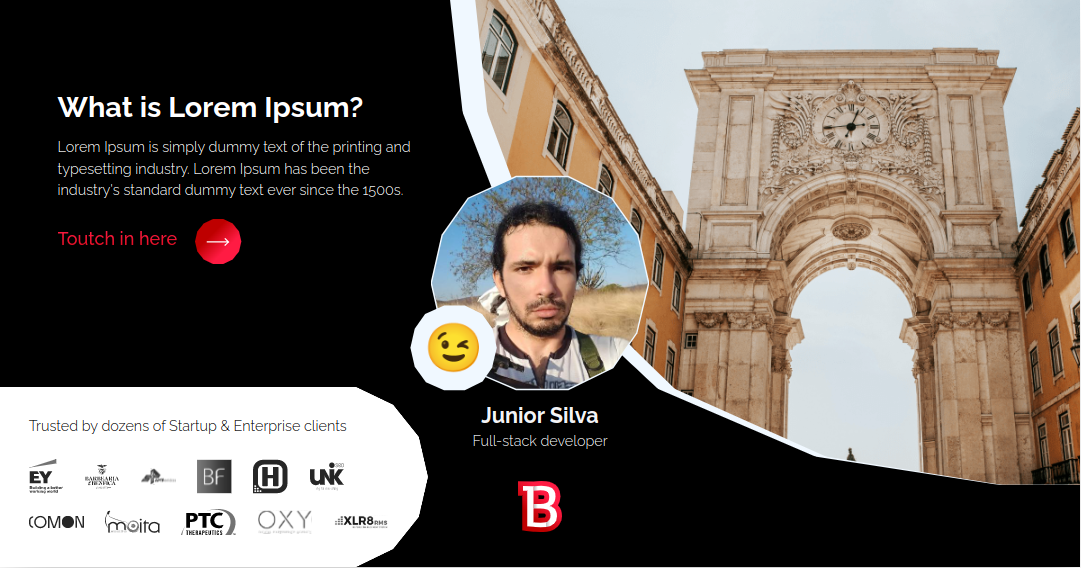 What is Lorem Ipsum?
Lorem Ipsum is simply dummy text of the printing and
typesetting industry. Lorem Ipsum has been the
industry's standard dummy text ever since the 1500s.
Toutch in here
Junior Silva
Full-stack developer
B
Trusted by dozens of Startup & Enterprise clients
EY
Building a better
working world
BARBEARIA
BF
H
UNK
COMON
moita
PTC
THERAPEUTICS
OXY
XLR8 RMS